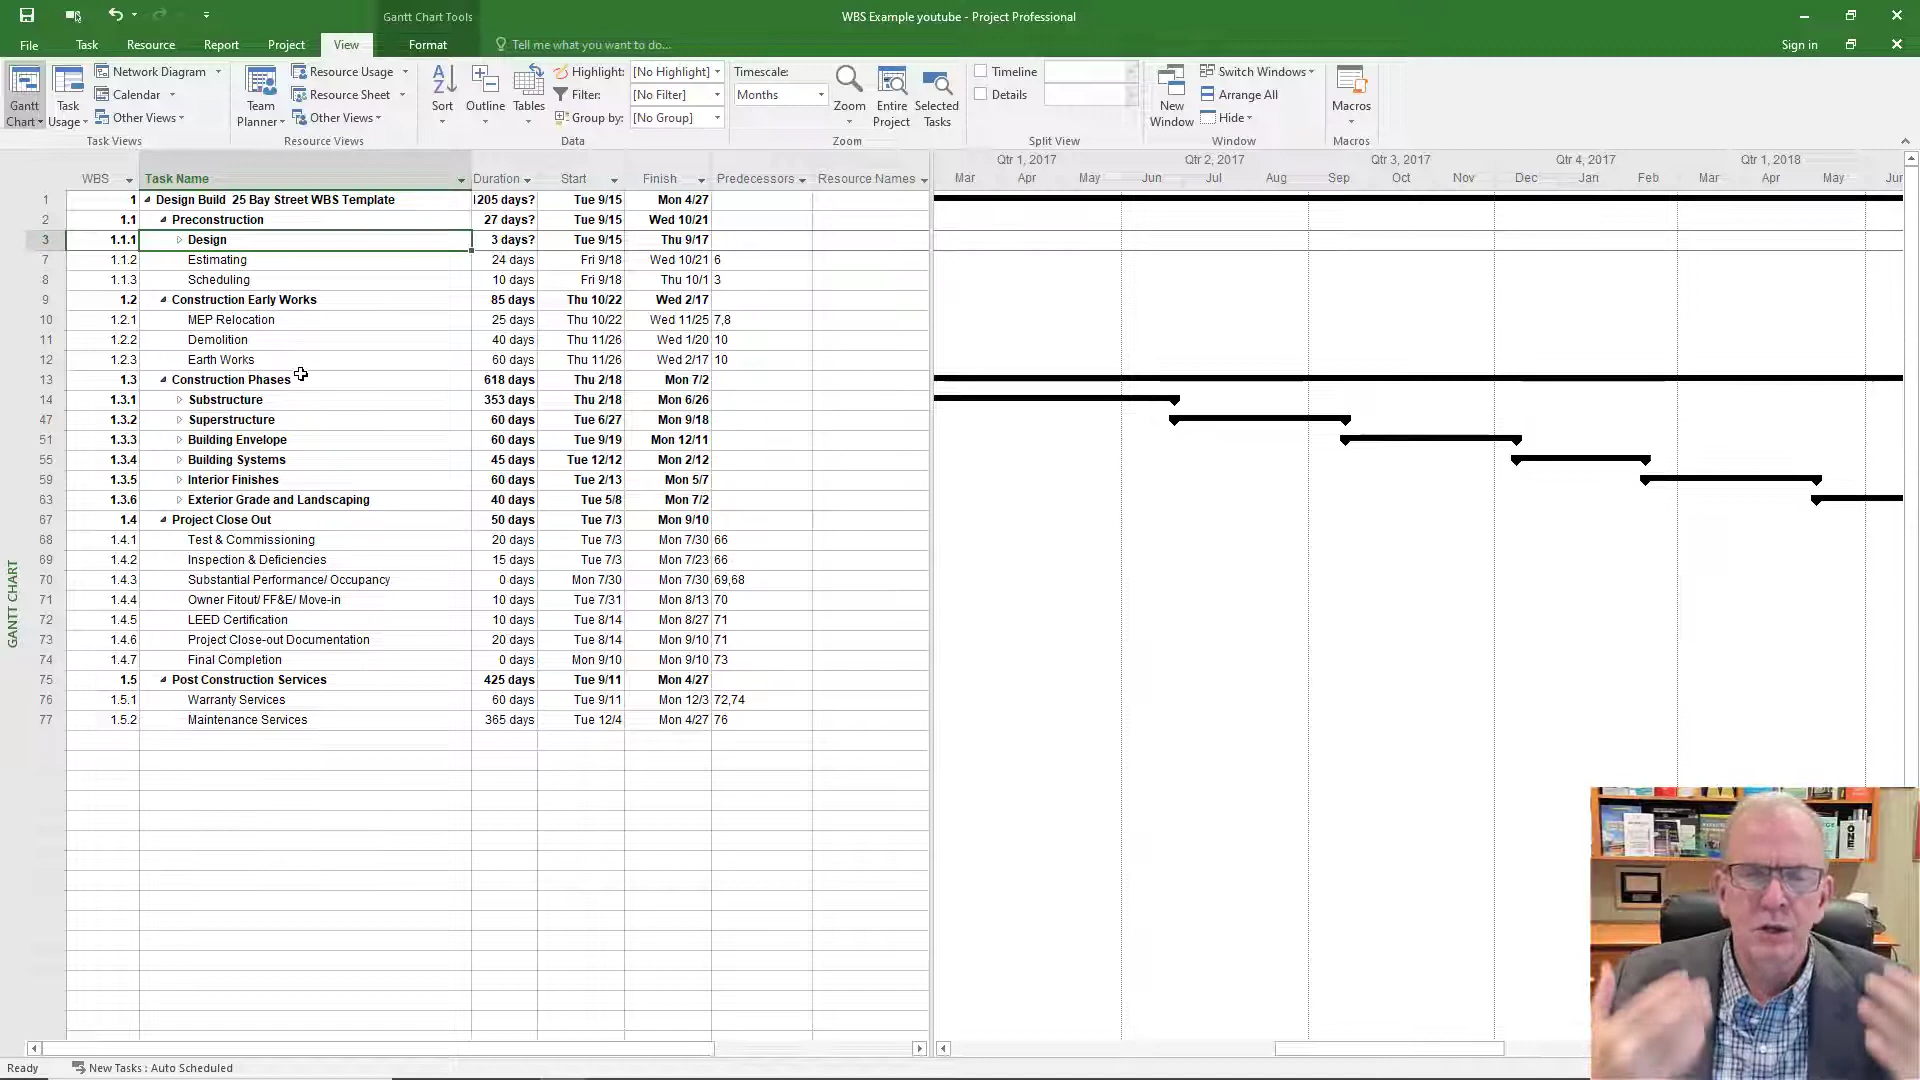 Gantt Chart Tools
WBS Example youtube - Project Professional
File Task Resource Report Project View Format Tell me what you want to do... Sign in
Gantt Chart
Task Usage
Network Diagram
Calendar
Other Views
Task Views
Team Planner
Resource Usage
Resource Sheet
Other Views
Resource Views
Sort
Outline
Tables
Highlight: [No Highlight]
Filter: [No Filter]
Group by: [No Group]
Data
Timescale:
Months
Zoom
Entire Project
Selected Tasks
Zoom
Timeline
Details
Split View
New Window
Switch Windows
Arrange All
Hide
Window
Macros
Macros
WBS Task Name Duration Start Finish Predecessors Resource Names
Qtr 1, 2017 Qtr 2, 2017 Qtr 3, 2017 Qtr 4, 2017 Qtr 1, 2018
Mar Apr May Jun Jul Aug Sep Oct Nov Dec Jan Feb Mar Apr May Jun
1 1 Design Build 25 Bay Street WBS Template 1205 days? Tue 9/15 Mon 4/27
2 1.1 Preconstruction 27 days? Tue 9/15 Wed 10/21
3 1.1.1 Design 3 days? Tue 9/15 Thu 9/17
7 1.1.2 Estimating 24 days Fri 9/18 Wed 10/21 6
8 1.1.3 Scheduling 10 days Fri 9/18 Thu 10/1 3
9 1.2 Construction Early Works 85 days Thu 10/22 Wed 2/17
10 1.2.1 MEP Relocation 25 days Thu 10/22 Wed 11/25 7,8
11 1.2.2 Demolition 40 days Thu 11/26 Wed 1/20 10
12 1.2.3 Earth Works 60 days Thu 11/26 Wed 2/17 10
13 1.3 Construction Phases 618 days Thu 2/18 Mon 7/2
14 1.3.1 Substructure 353 days Thu 2/18 Mon 6/26
47 1.3.2 Superstructure 60 days Tue 6/27 Mon 9/18
51 1.3.3 Building Envelope 60 days Tue 9/19 Mon 12/11
55 1.3.4 Building Systems 45 days Tue 12/12 Mon 2/12
59 1.3.5 Interior Finishes 60 days Tue 2/13 Mon 5/7
63 1.3.6 Exterior Grade and Landscaping 40 days Tue 5/8 Mon 7/2
67 1.4 Project Close Out 50 days Tue 7/3 Mon 9/10
68 1.4.1 Test & Commissioning 20 days Tue 7/3 Mon 7/30 66
69 1.4.2 Inspection & Deficiencies 15 days Tue 7/3 Mon 7/23 66
70 1.4.3 Substantial Performance/ Occupancy 0 days Mon 7/30 Mon 7/30 69,68
71 1.4.4 Owner Fitout/ FF&E/ Move-in 10 days Tue 7/31 Mon 8/13 70
72 1.4.5 LEED Certification 10 days Tue 8/14 Mon 8/27 71
73 1.4.6 Project Close-out Documentation 20 days Tue 8/14 Mon 9/10 71
74 1.4.7 Final Completion 0 days Mon 9/10 Mon 9/10 73
75 1.5 Post Construction Services 425 days Tue 9/11 Mon 4/27
76 1.5.1 Warranty Services 60 days Tue 9/11 Mon 12/3 72,74
77 1.5.2 Maintenance Services 365 days Tue 12/4 Mon 4/27 76
GANTT CHART
ONE
Ready New Tasks : Auto Scheduled